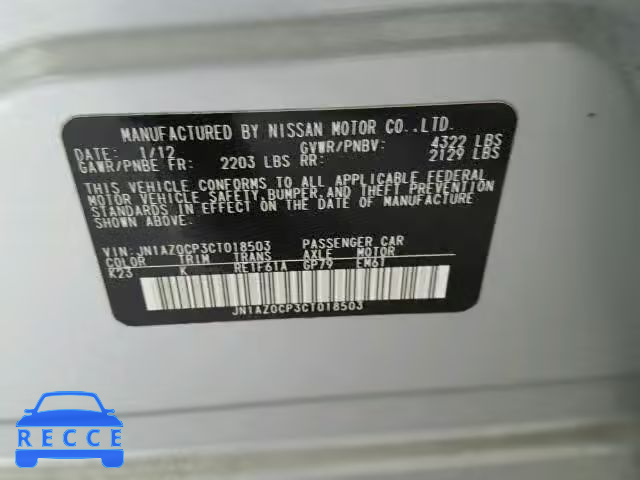 MANUFACTURED BY NISSAN MOTOR CO.,LTD.
DATE: 1/12 GVWR/PNBV: 4322 LBS
GAWR/PNBE FR: 2203 LBS RR: 2129 LBS
THIS VEHICLE CONFORMS TO ALL APPLICABLE FEDERAL
MOTOR VEHICLE SAFETY,BUMPER,AND THEFT PREVENTION
STANDARDS IN EFFECT ON THE DATE OF MANUFACTURE
SHOWN ABOVE.
VIN:JN1AZ0CP3CT018503 PASSENGER CAR
COLOR TRIM TRANS AXLE MOTOR
K23 K RE1F61A GP79 EM61
JN1AZ0CP3CT018503
RECCE